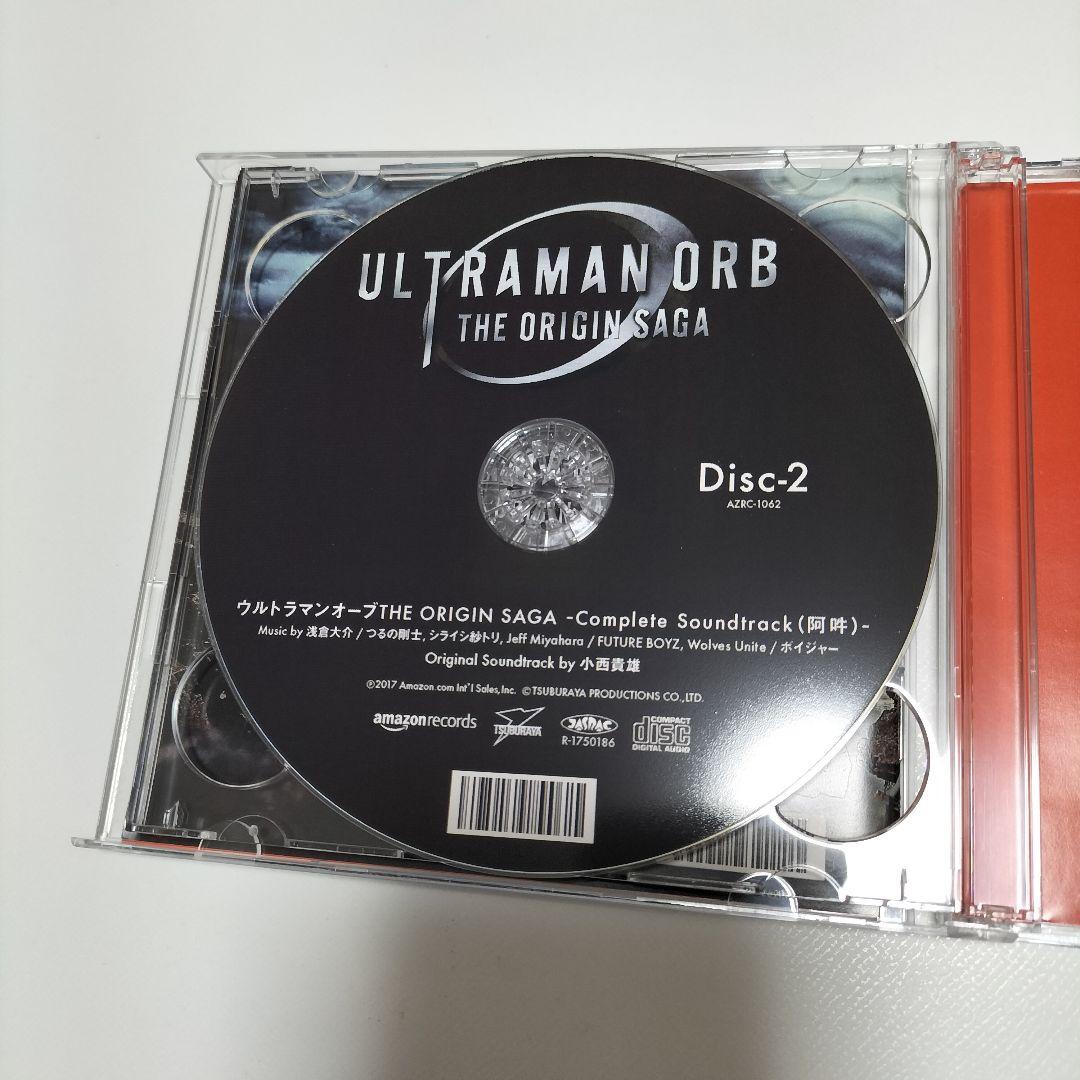 ULTRAMAN ORB
THE ORIGIN SAGA
Disc-2
AZRC-1062
ウルトラマンオーブTHE ORIGIN SAGA -Complete Soundtrack(阿吽)-
Music by 浅倉大介 / つるの剛士, シライシ紗トリ, Jeff Miyahara / FUTURE BOYZ, Wolves Unite / ボイジャー
Original Soundtrack by 小西貴雄
℗2017 Amazon.com Int'l Sales, Inc. ©TSUBURAYA PRODUCTIONS CO., LTD.
amazon records
TSUBURAYA
JASRAC
R-1750186
COMPACT
disc
DIGITAL AUDIO